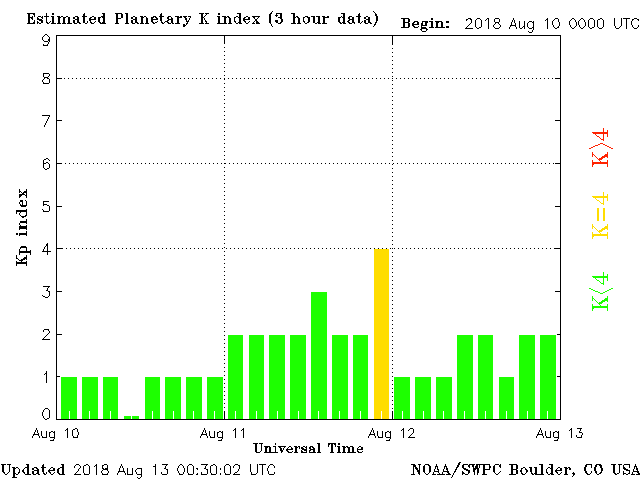 Estimated Planetary K index (3 hour data)
Begin: 2018 Aug 10 0000 UTC
9
8
7
6
5
4
3
2
1
0
Kp index
K>4
K=4
K<4
Aug 10
Aug 11
Aug 12
Aug 13
Universal Time
Updated 2018 Aug 13 00:30:02 UTC
NOAA/SWPC Boulder, CO USA